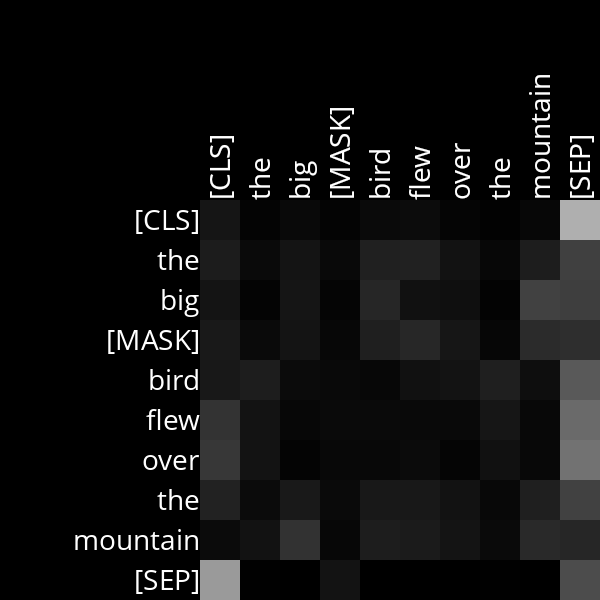 [CLS] the big [MASK] bird flew over the mountain [SEP]
[CLS]
the
big
[MASK]
bird
flew
over
the
mountain
[SEP]